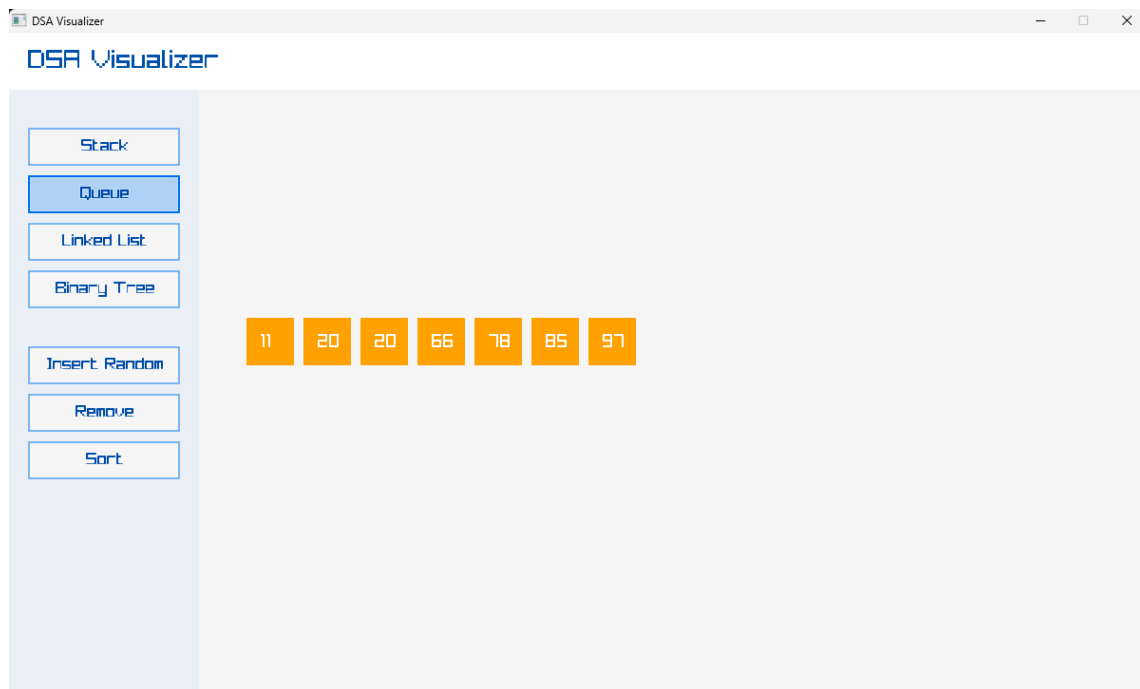 DSA Visualizer
DSA Visualizer
Stack
Queue
Linked List
Binary Tree
Insert Random
Remove
Sort
11 20 20 66 78 85 97